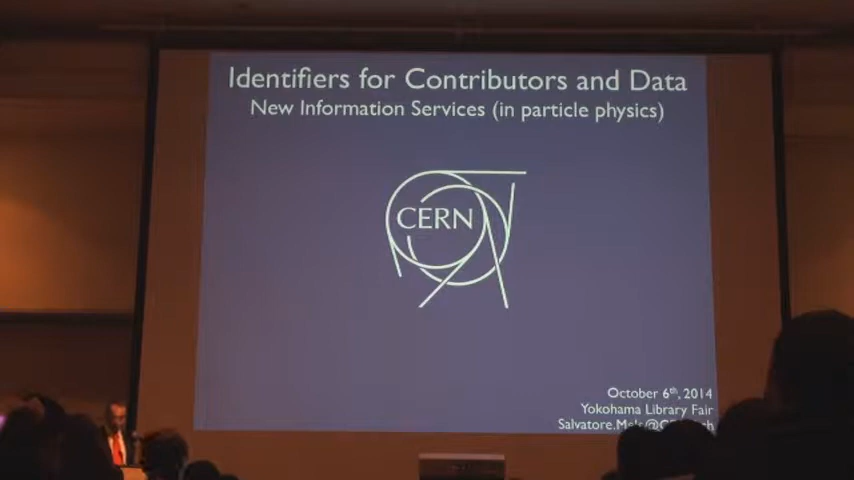 Identifiers for Contributors and Data
New Information Services (in particle physics)
CERN
October 6th, 2014
Yokohama Library Fair